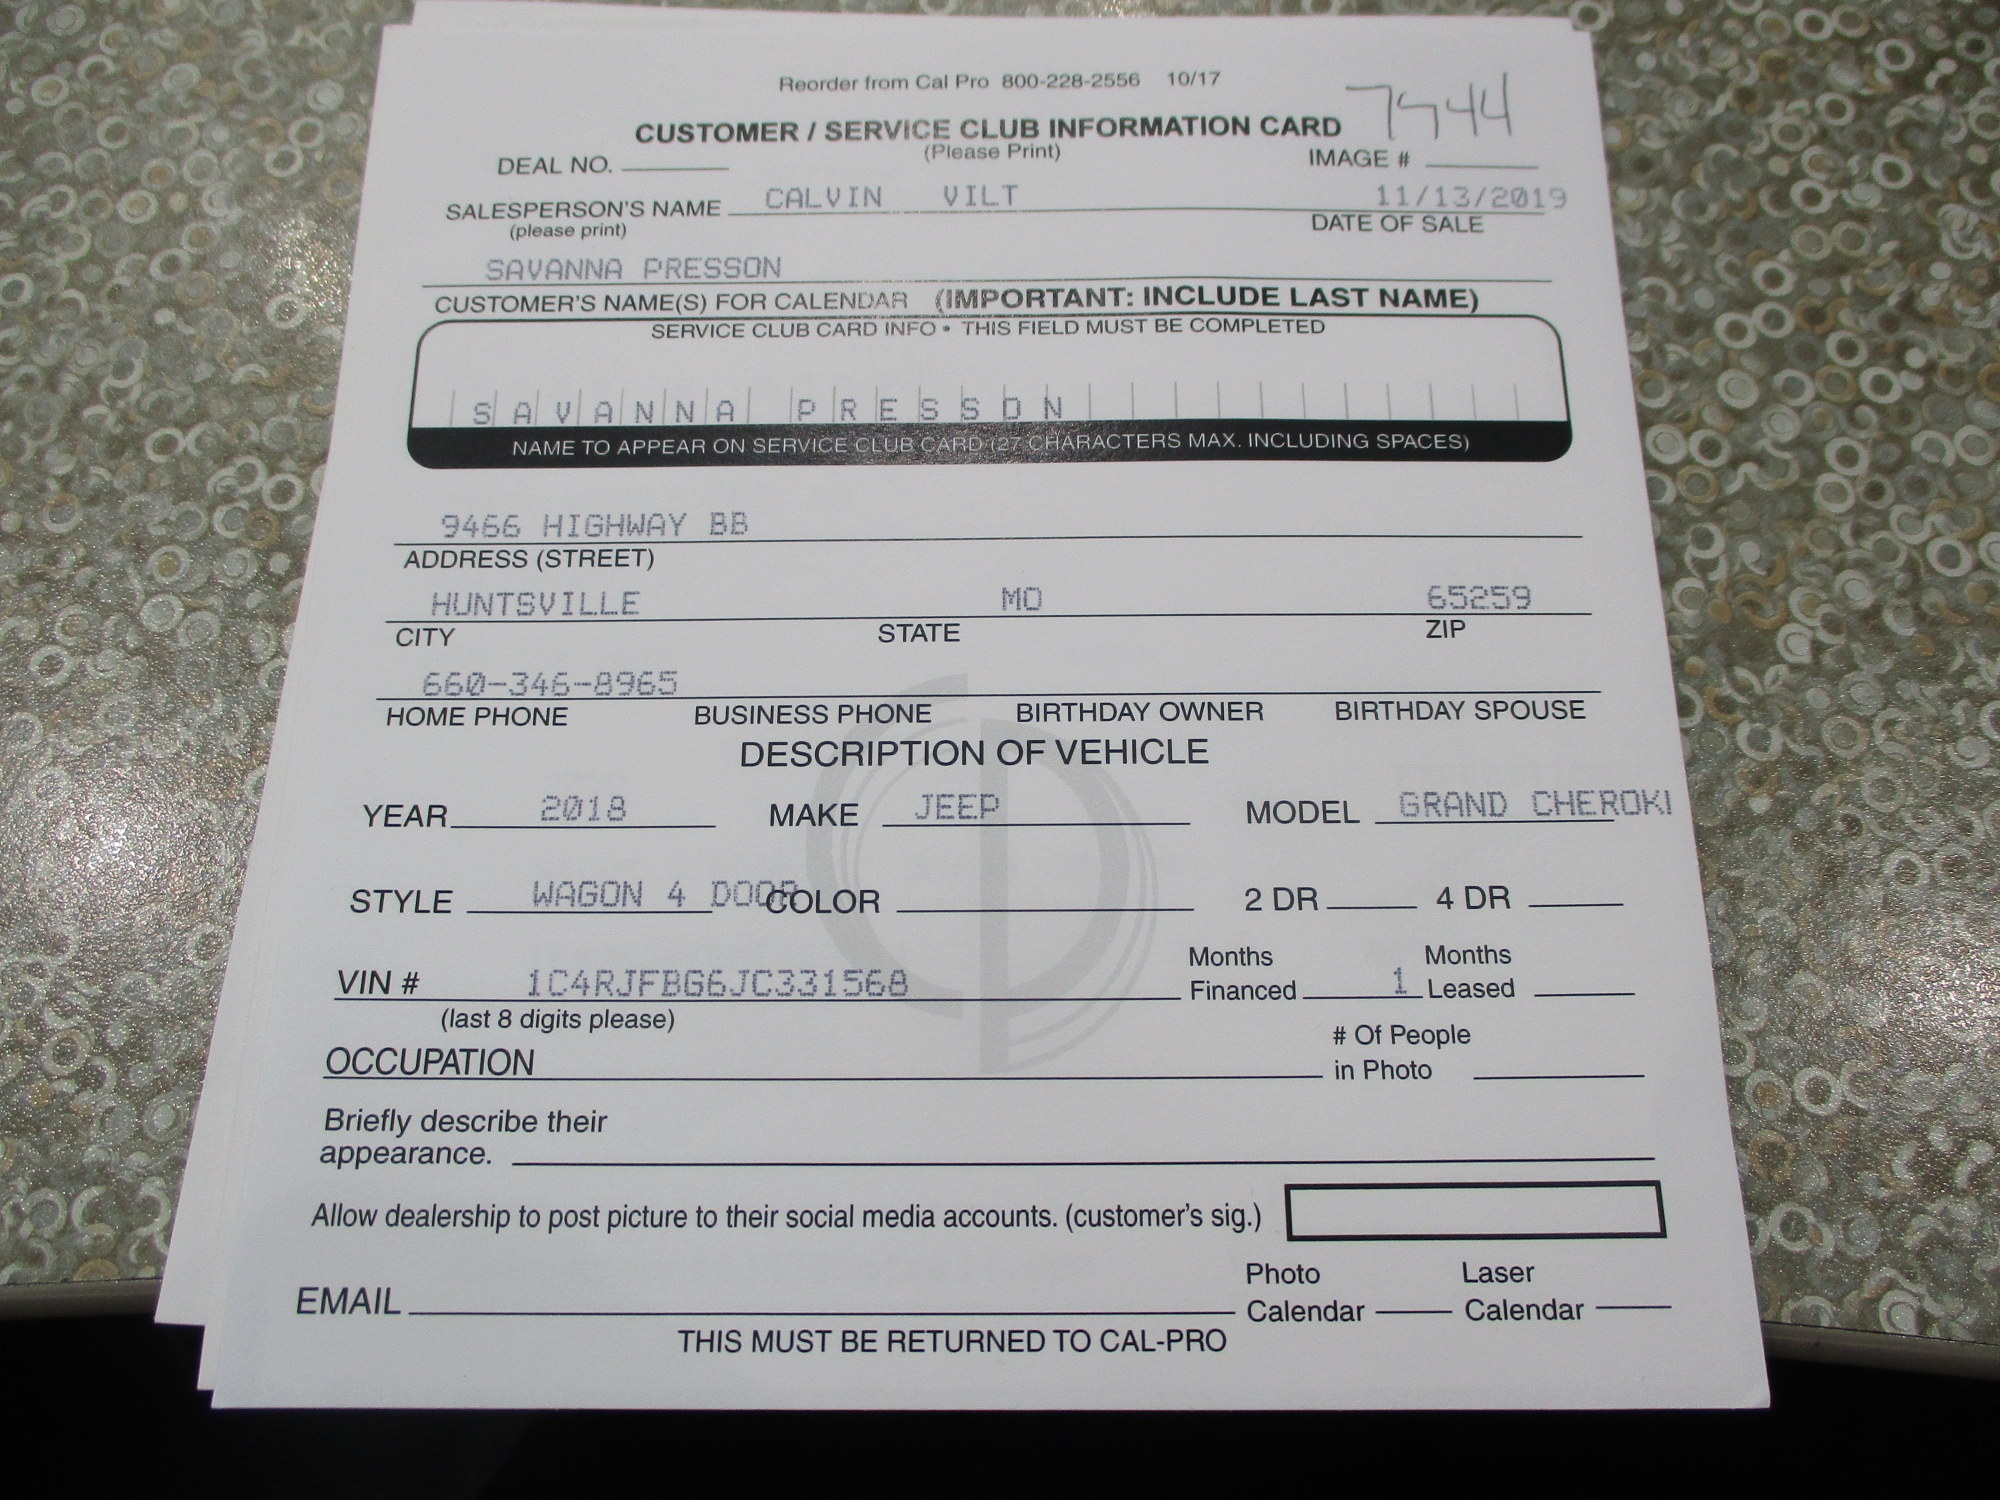 Reorder from Cal Pro 800-228-2556 10/17
7944
CUSTOMER / SERVICE CLUB INFORMATION CARD
(Please Print)
DEAL NO. IMAGE #
SALESPERSON'S NAME CALVIN VILT 11/13/2019
(please print) DATE OF SALE
SAVANNA PRESSON
CUSTOMER'S NAME(S) FOR CALENDAR (IMPORTANT: INCLUDE LAST NAME)
SERVICE CLUB CARD INFO • THIS FIELD MUST BE COMPLETED
SAVANNA PRESSON
NAME TO APPEAR ON SERVICE CLUB CARD (27 CHARACTERS MAX. INCLUDING SPACES)
9466 HIGHWAY BB
ADDRESS (STREET)
HUNTSVILLE MO 65259
CITY STATE ZIP
660-346-8965
HOME PHONE BUSINESS PHONE BIRTHDAY OWNER BIRTHDAY SPOUSE
DESCRIPTION OF VEHICLE
YEAR 2018 MAKE JEEP MODEL GRAND CHEROKI
STYLE WAGON 4 DOOR COLOR 2 DR 4 DR
VIN # 1C4RJFBG6JC331568 Months Financed 1 Months Leased
(last 8 digits please)
OCCUPATION # Of People in Photo
Briefly describe their
appearance.
Allow dealership to post picture to their social media accounts. (customer's sig.)
EMAIL Photo Calendar Laser Calendar
THIS MUST BE RETURNED TO CAL-PRO